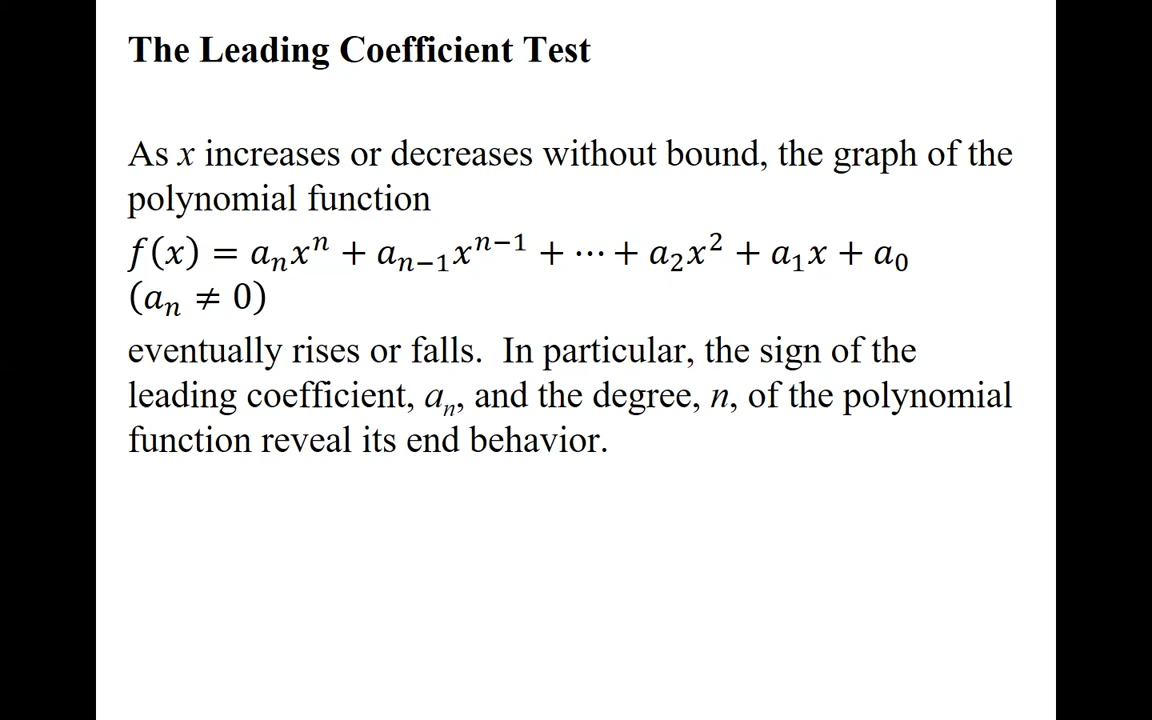 The Leading Coefficient Test
As x increases or decreases without bound, the graph of the
polynomial function
f(x) = aₙxⁿ + aₙ₋₁xⁿ⁻¹ + ⋯ + a₂x² + a₁x + a₀
(aₙ ≠ 0)
eventually rises or falls.  In particular, the sign of the
leading coefficient, aₙ, and the degree, n, of the polynomial
function reveal its end behavior.